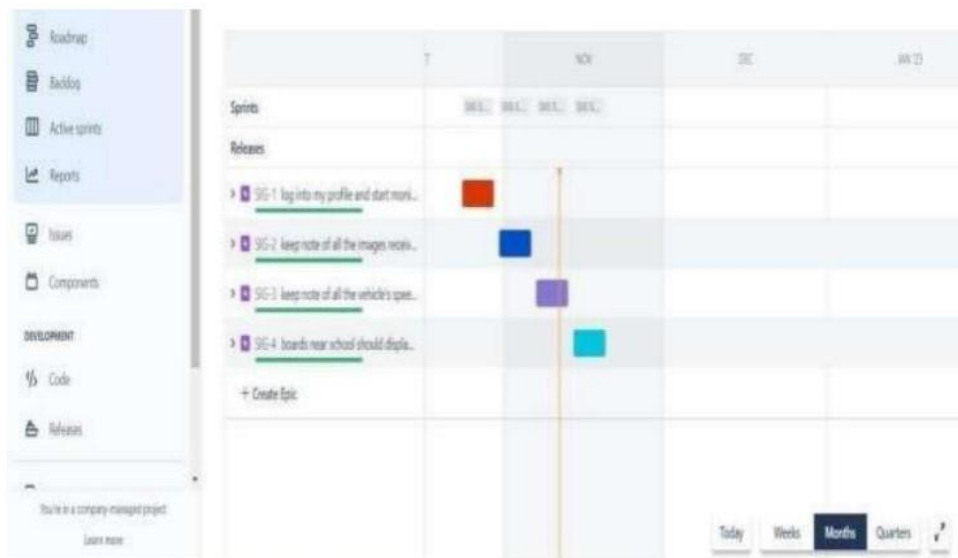 Roadmap
Backlog
Active sprints
Reports
Issues
Components
DEVELOPMENT
Code
Releases
You're in a company-managed project
Learn more
T NOV DEC JAN '23
Sprints
Releases
SIG-1 log into my profile and start moni...
SIG-2 keep note of all the images receiv...
SIG-3 keep note of all the vehicle's spee...
SIG-4 boards near school should displa...
+ Create Epic
Today Weeks Months Quarters